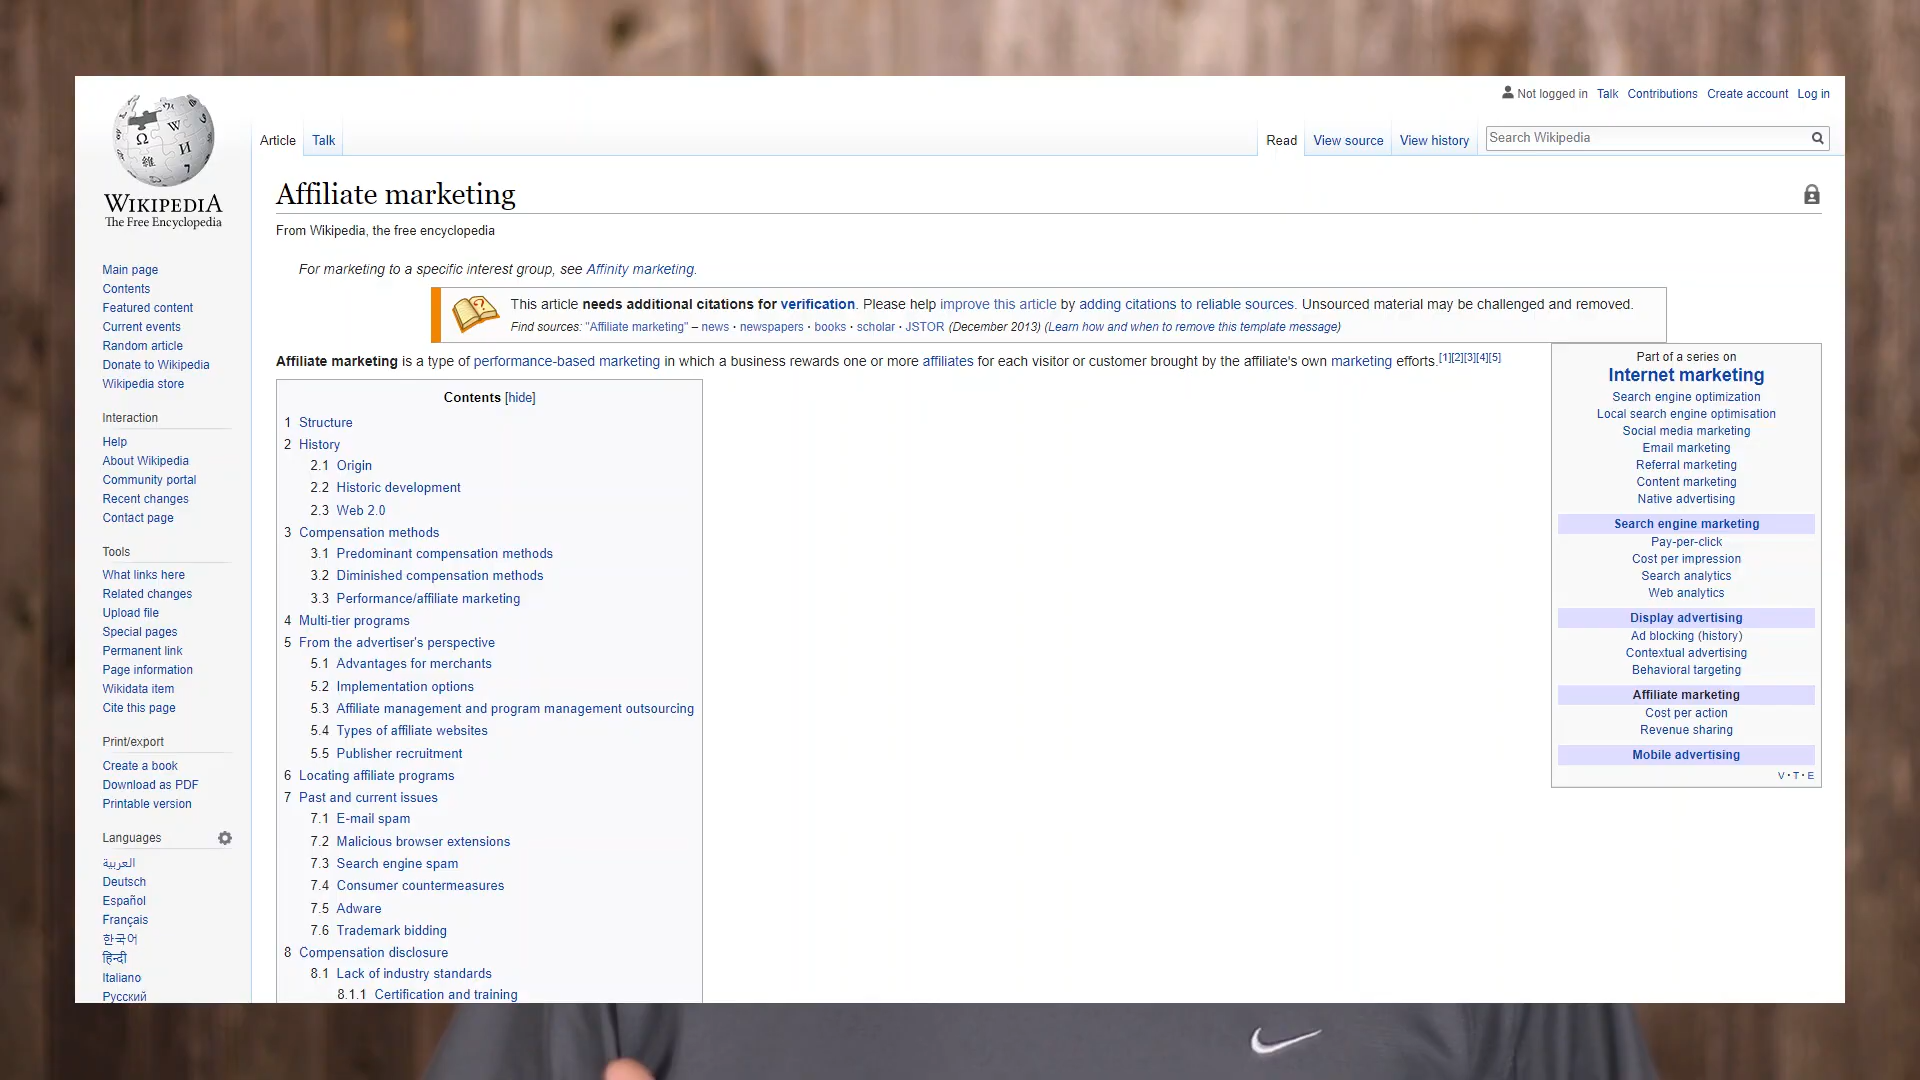 Not logged in Talk Contributions Create account Log in
Article Talk Read View source View history Search Wikipedia
WIKIPEDIA
The Free Encyclopedia
Main page
Contents
Featured content
Current events
Random article
Donate to Wikipedia
Wikipedia store
Interaction
Help
About Wikipedia
Community portal
Recent changes
Contact page
Tools
What links here
Related changes
Upload file
Special pages
Permanent link
Page information
Wikidata item
Cite this page
Print/export
Create a book
Download as PDF
Printable version
Languages
العربية
Deutsch
Español
Français
한국어
हिन्दी
Italiano
Русский
Affiliate marketing
From Wikipedia, the free encyclopedia
For marketing to a specific interest group, see Affinity marketing.
This article needs additional citations for verification. Please help improve this article by adding citations to reliable sources. Unsourced material may be challenged and removed.
Find sources: "Affiliate marketing" – news · newspapers · books · scholar · JSTOR (December 2013) (Learn how and when to remove this template message)
Affiliate marketing is a type of performance-based marketing in which a business rewards one or more affiliates for each visitor or customer brought by the affiliate's own marketing efforts.[1][2][3][4][5]
Contents [hide]
1 Structure
2 History
2.1 Origin
2.2 Historic development
2.3 Web 2.0
3 Compensation methods
3.1 Predominant compensation methods
3.2 Diminished compensation methods
3.3 Performance/affiliate marketing
4 Multi-tier programs
5 From the advertiser's perspective
5.1 Advantages for merchants
5.2 Implementation options
5.3 Affiliate management and program management outsourcing
5.4 Types of affiliate websites
5.5 Publisher recruitment
6 Locating affiliate programs
7 Past and current issues
7.1 E-mail spam
7.2 Malicious browser extensions
7.3 Search engine spam
7.4 Consumer countermeasures
7.5 Adware
7.6 Trademark bidding
8 Compensation disclosure
8.1 Lack of industry standards
8.1.1 Certification and training
Part of a series on
Internet marketing
Search engine optimization
Local search engine optimisation
Social media marketing
Email marketing
Referral marketing
Content marketing
Native advertising
Search engine marketing
Pay-per-click
Cost per impression
Search analytics
Web analytics
Display advertising
Ad blocking (history)
Contextual advertising
Behavioral targeting
Affiliate marketing
Cost per action
Revenue sharing
Mobile advertising
V · T · E